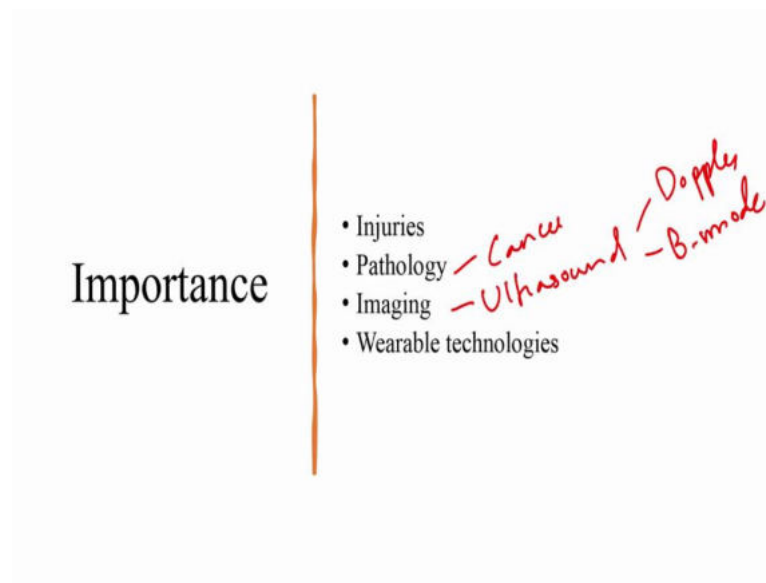 Importance
• Injuries
• Pathology – Cancer
• Imaging – Ultrasound – Doppler
– B-mode
• Wearable technologies